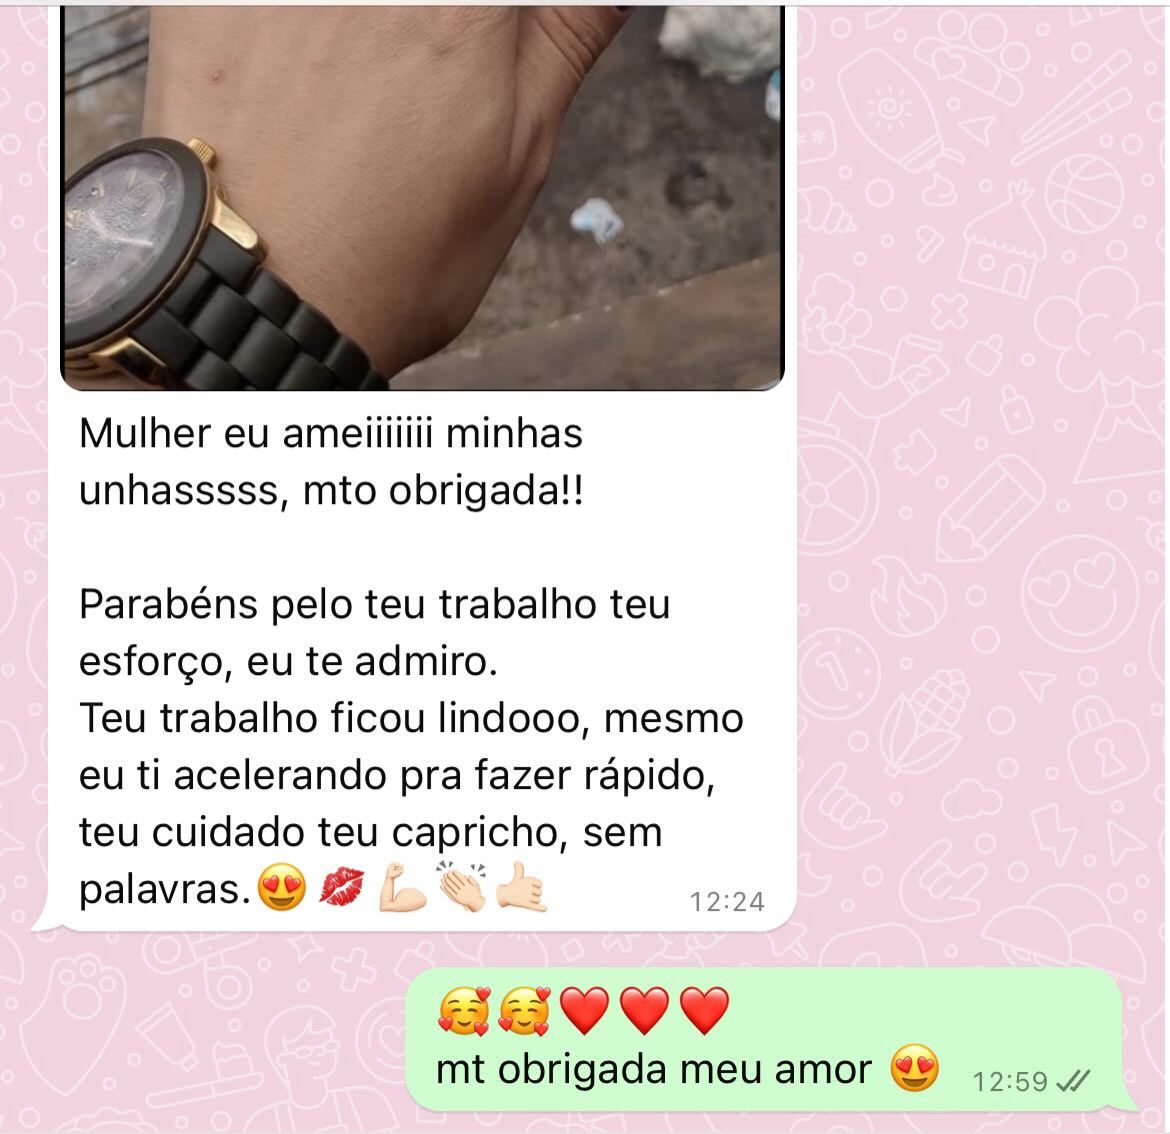 Mulher eu ameiiiiiiii minhas
unhasssss, mto obrigada!!
Parabéns pelo teu trabalho teu
esforço, eu te admiro.
Teu trabalho ficou lindooo, mesmo
eu ti acelerando pra fazer rápido,
teu cuidado teu capricho, sem
palavras.😍💋💪🏻👏🏻🤙🏻
12:24
🥰🥰❤️❤️❤️
mt obrigada meu amor 😍
12:59